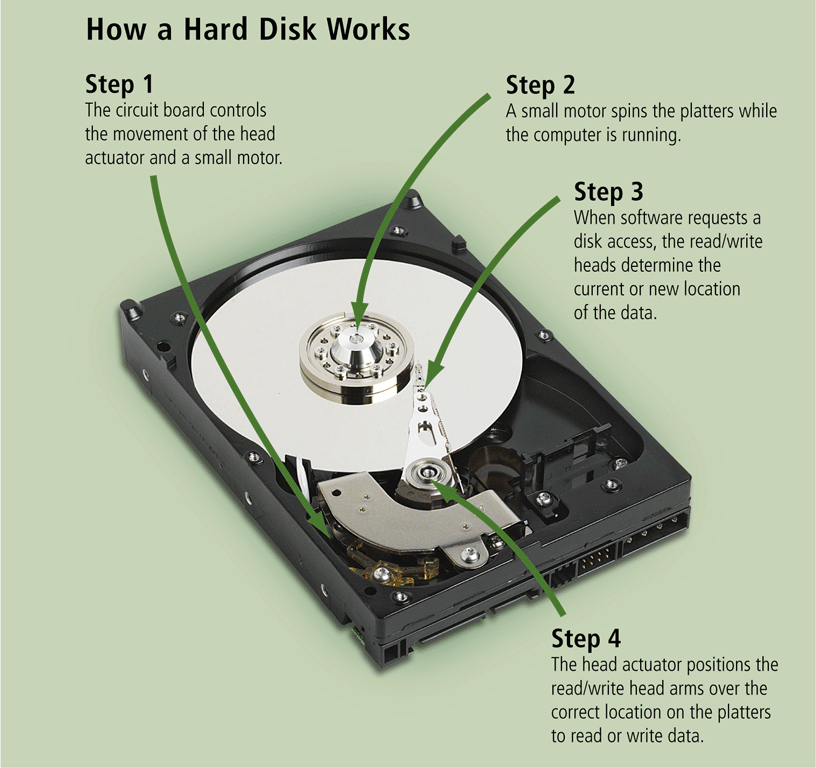 How a Hard Disk Works
Step 1
The circuit board controls
the movement of the head
actuator and a small motor.
Step 2
A small motor spins the platters while
the computer is running.
Step 3
When software requests a
disk access, the read/write
heads determine the
current or new location
of the data.
Step 4
The head actuator positions the
read/write head arms over the
correct location on the platters
to read or write data.